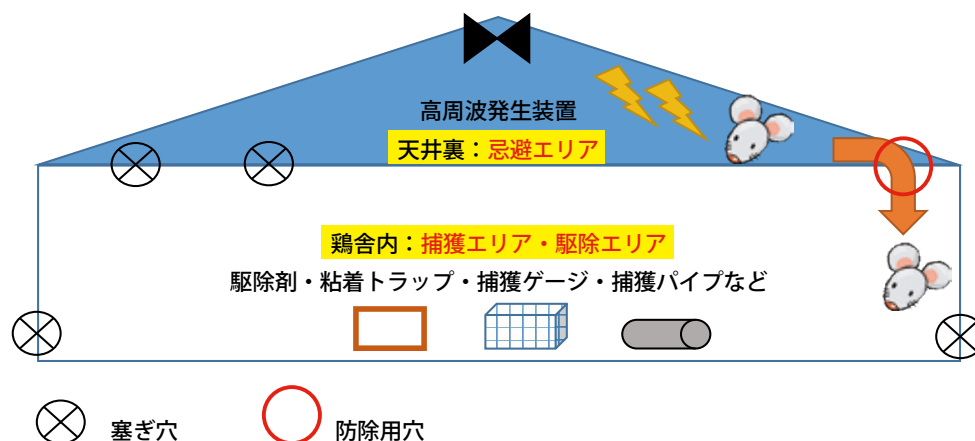 高周波発生装置
天井裏：忌避エリア
鶏舎内：捕獲エリア・駆除エリア
駆除剤・粘着トラップ・捕獲ゲージ・捕獲パイプなど
塞ぎ穴
防除用穴